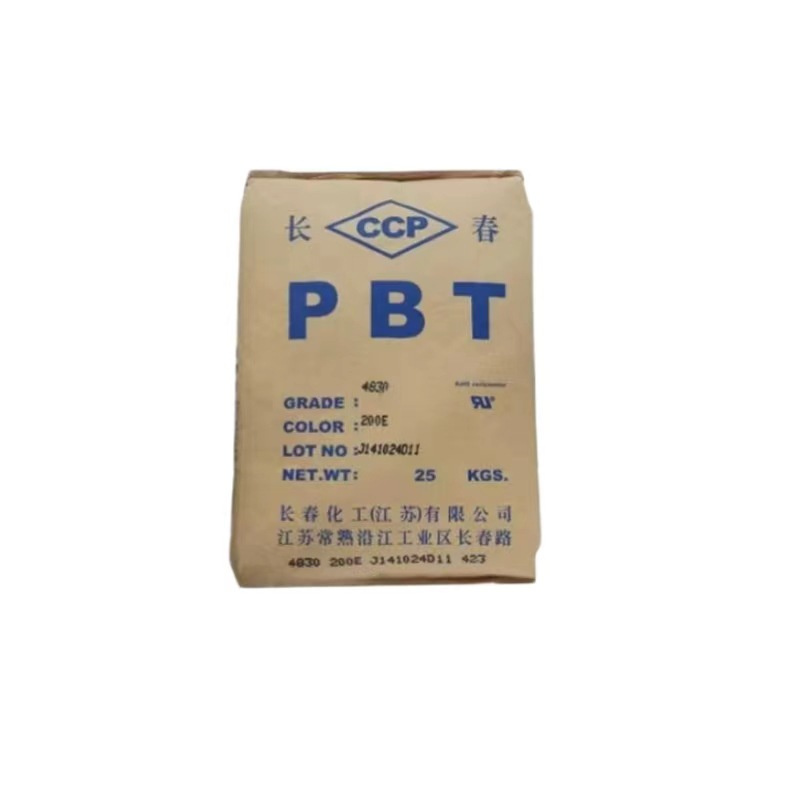 长 CCP 春
PBT
4830
GRADE :
COLOR : 200E
LOT NO : J141024D11
NET.WT: 25 KGS.
长春化工(江苏)有限公司
江苏常熟沿江工业区长春路
4830 200E J141024D11 423